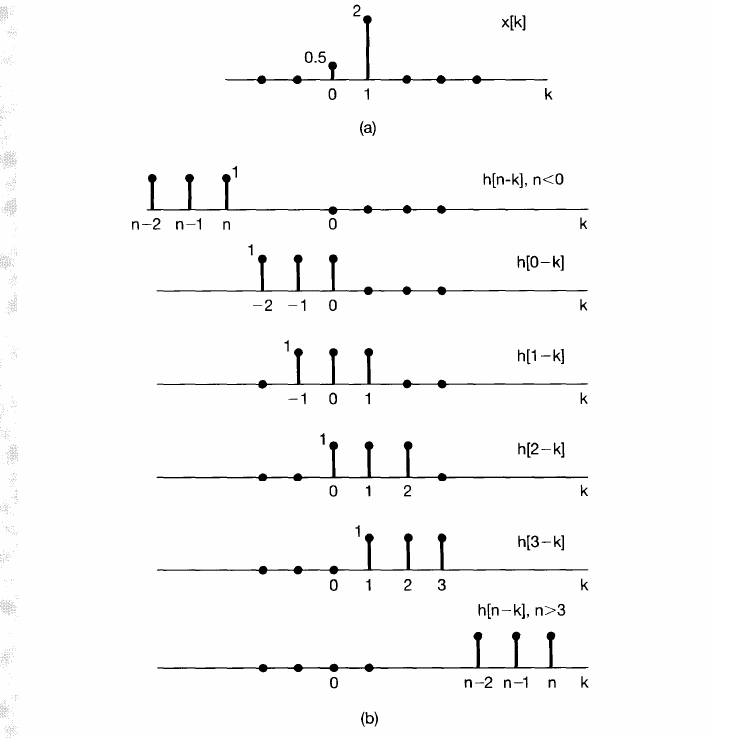 2
x[k]
0.5
0 1 k
(a)
1
h[n-k], n<0
n−2 n−1 n 0 k
1
h[0−k]
−2 −1 0 k
1
h[1−k]
−1 0 1 k
1
h[2−k]
0 1 2 k
1
h[3−k]
0 1 2 3 k
h[n−k], n>3
0 n−2 n−1 n k
(b)